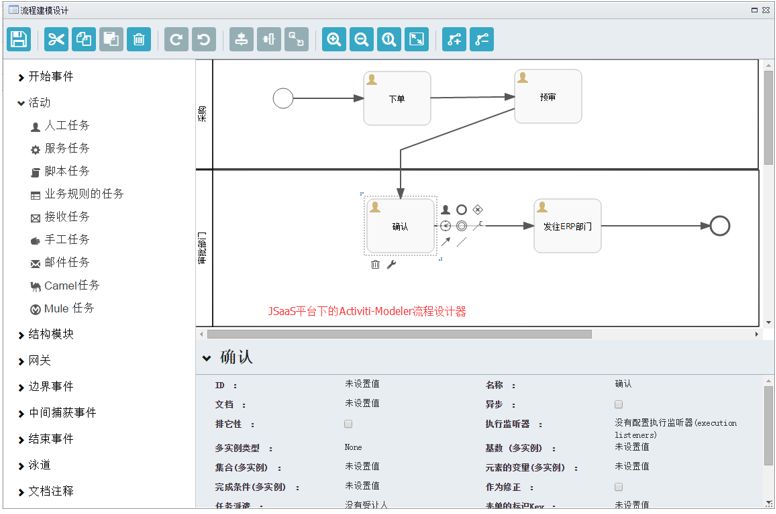 流程建模设计
开始事件
活动
人工任务
服务任务
脚本任务
业务规则的任务
接收任务
手工任务
邮件任务
Camel任务
Mule 任务
结构模块
网关
边界事件
中间捕获事件
结束事件
泳道
文档注释
下单
预审
确认
发往ERP部门
JSaaS平台下的Activiti-Modeler流程设计器
确认
ID : 未设置值 名称 : 确认
文档 : 未设置值 异步 :
排它性 : 执行监听器 : 没有配置执行监听器(execution
listeners)
多实例类型 : None 基数 (多实例) : 未设置值
集合(多实例) : 未设置值 元素的变量(多实例) : 未设置值
完成条件(多实例) : 未设置值 作为修正 :
任务派遣 : 没有受让人 表单的标识Key : 未设置值